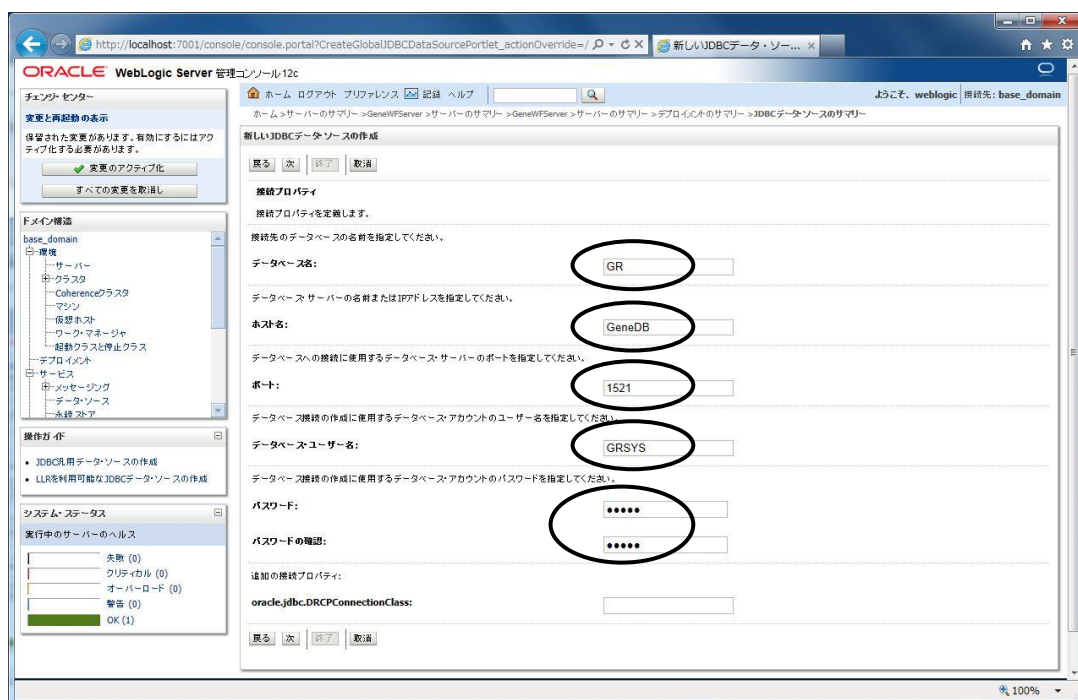 http://localhost:7001/console/console.portal?CreateGlobalJDBCDataSourcePortlet_actionOverride=/
新しいJDBCデータ・ソー...
ORACLE WebLogic Server 管理コンソール12c
チェンジ・センター
変更と再起動の表示
保留された変更があります。有効にするにはアクティブ化する必要があります。
変更のアクティブ化
すべての変更を取消し
ドメイン構造
base_domain
環境
サーバー
クラスタ
Coherenceクラスタ
マシン
仮想ホスト
ワーク・マネージャ
起動クラスと停止クラス
デプロイメント
サービス
メッセージング
データ・ソース
永続ストア
操作ガイド
JDBC汎用データ・ソースの作成
LLRを利用可能なJDBCデータ・ソースの作成
システム・ステータス
実行中のサーバーのヘルス
失敗 (0)
クリティカル (0)
オーバーロード (0)
警告 (0)
OK (1)
ホーム ログアウト プリファレンス 記録 ヘルプ
ようこそ、weblogic 接続先: base_domain
ホーム >サーバーのサマリー >GeneWFServer >サーバーのサマリー >GeneWFServer >サーバーのサマリー >デプロイメントのサマリー >JDBCデータ・ソースのサマリー
新しいJDBCデータ・ソースの作成
戻る 次 終了 取消
接続プロパティ
接続プロパティを定義します。
接続先のデータベースの名前を指定してください。
データベース名: GR
データベース・サーバーの名前またはIPアドレスを指定してください。
ホスト名: GeneDB
データベースへの接続に使用するデータベース・サーバーのポートを指定してください。
ポート: 1521
データベース接続の作成に使用するデータベース・アカウントのユーザー名を指定してください。
データベース・ユーザー名: GRSYS
データベース接続の作成に使用するデータベース・アカウントのパスワードを指定してください。
パスワード: •••••
パスワードの確認: •••••
追加の接続プロパティ:
oracle.jdbc.DRCPConnectionClass:
戻る 次 終了 取消
100%